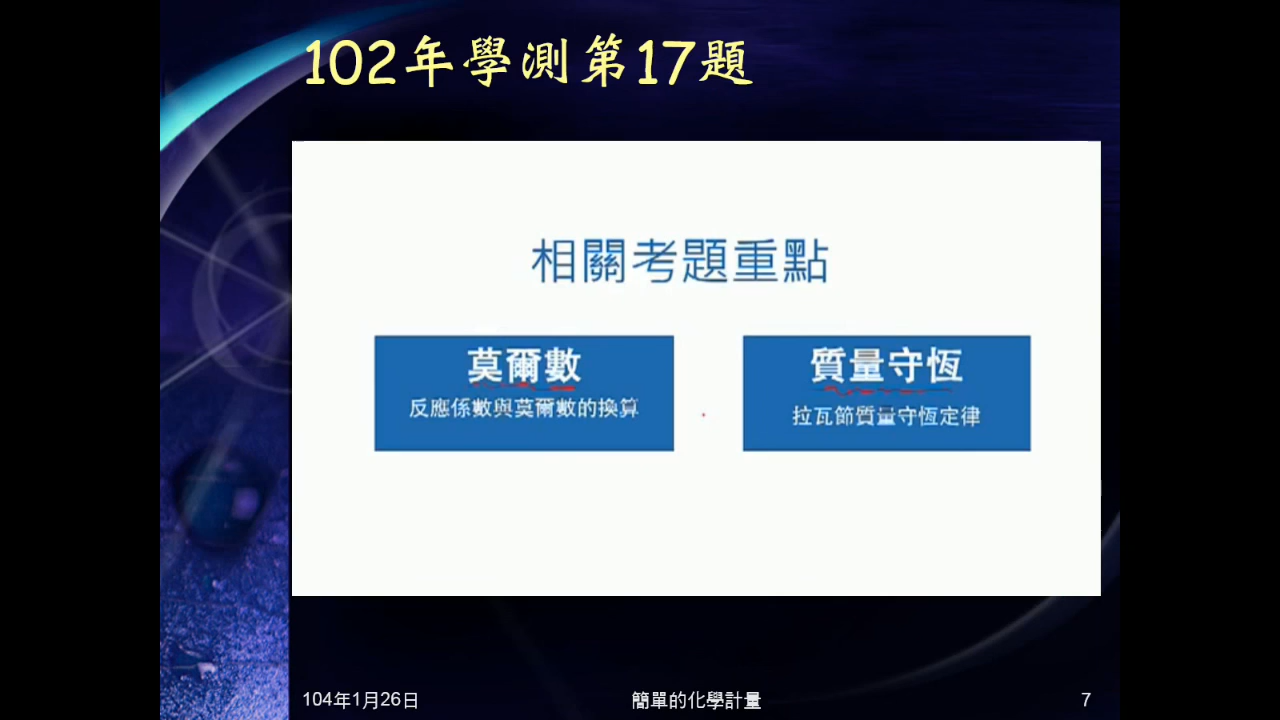 102年學測第17題
相關考題重點
莫爾數
反應係數與莫爾數的換算
質量守恆
拉瓦節質量守恆定律
104年1月26日
簡單的化學計量
7